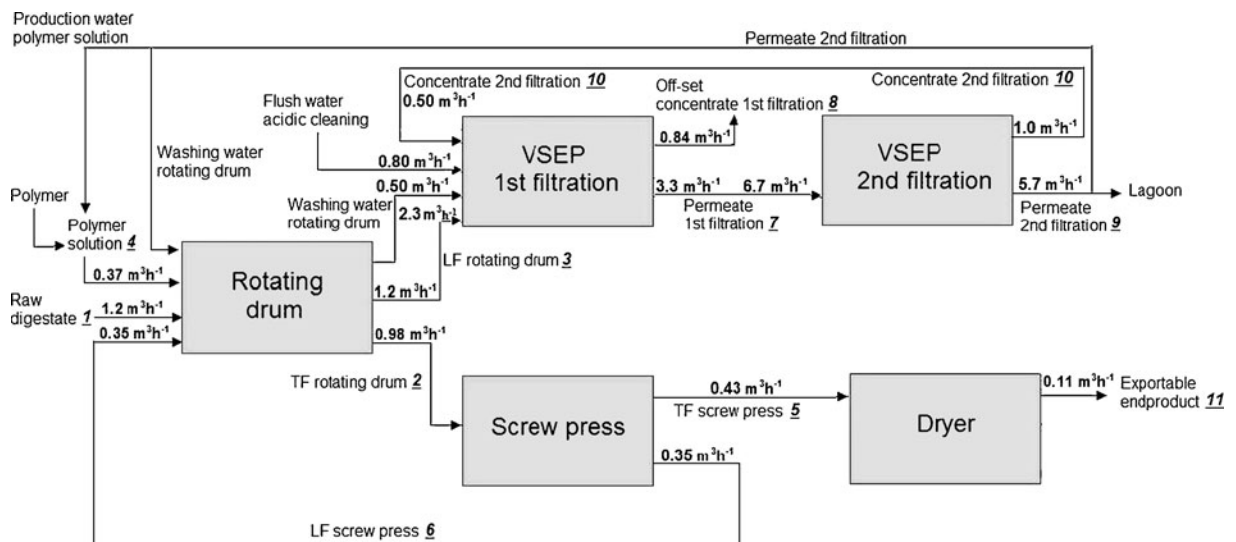 Production water
polymer solution
Permeate 2nd filtration
Concentrate 2nd filtration 10
0.50 m³h⁻¹
Concentrate 2nd filtration 10
Off-set
concentrate 1st filtration 8
Flush water
acidic cleaning
0.84 m³h⁻¹
1.0 m³h⁻¹
VSEP
1st filtration
VSEP
2nd filtration
Washing water
rotating drum
0.80 m³h⁻¹
0.50 m³h⁻¹
3.3 m³h⁻¹
6.7 m³h⁻¹
5.7 m³h⁻¹
Lagoon
Permeate
1st filtration 7
Permeate
2nd filtration 9
Polymer
Washing water
rotating drum
2.3 m³h⁻¹
Polymer
solution 4
LF rotating drum 3
0.37 m³h⁻¹
Rotating
drum
1.2 m³h⁻¹
Raw
digestate 1
1.2 m³h⁻¹
0.35 m³h⁻¹
0.98 m³h⁻¹
TF rotating drum 2
0.43 m³h⁻¹
TF screw press 5
0.11 m³h⁻¹
Exportable
endproduct 11
Screw press
Dryer
0.35 m³h⁻¹
LF screw press 6